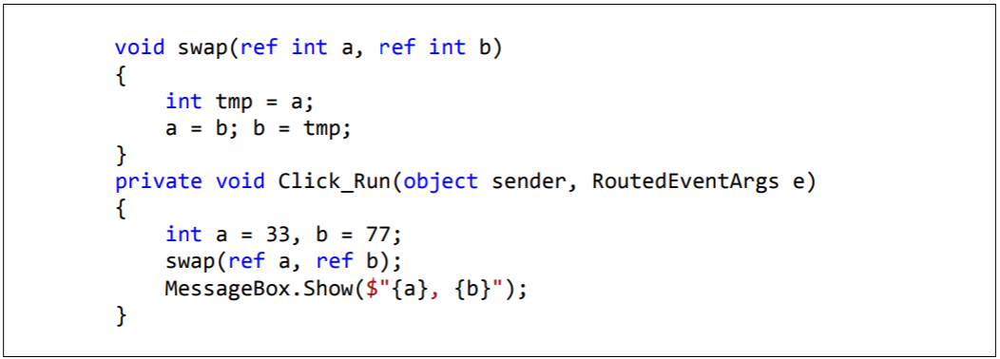 void swap(ref int a, ref int b)
{
    int tmp = a;
    a = b; b = tmp;
}
private void Click_Run(object sender, RoutedEventArgs e)
{
    int a = 33, b = 77;
    swap(ref a, ref b);
    MessageBox.Show($"{a}, {b}");
}